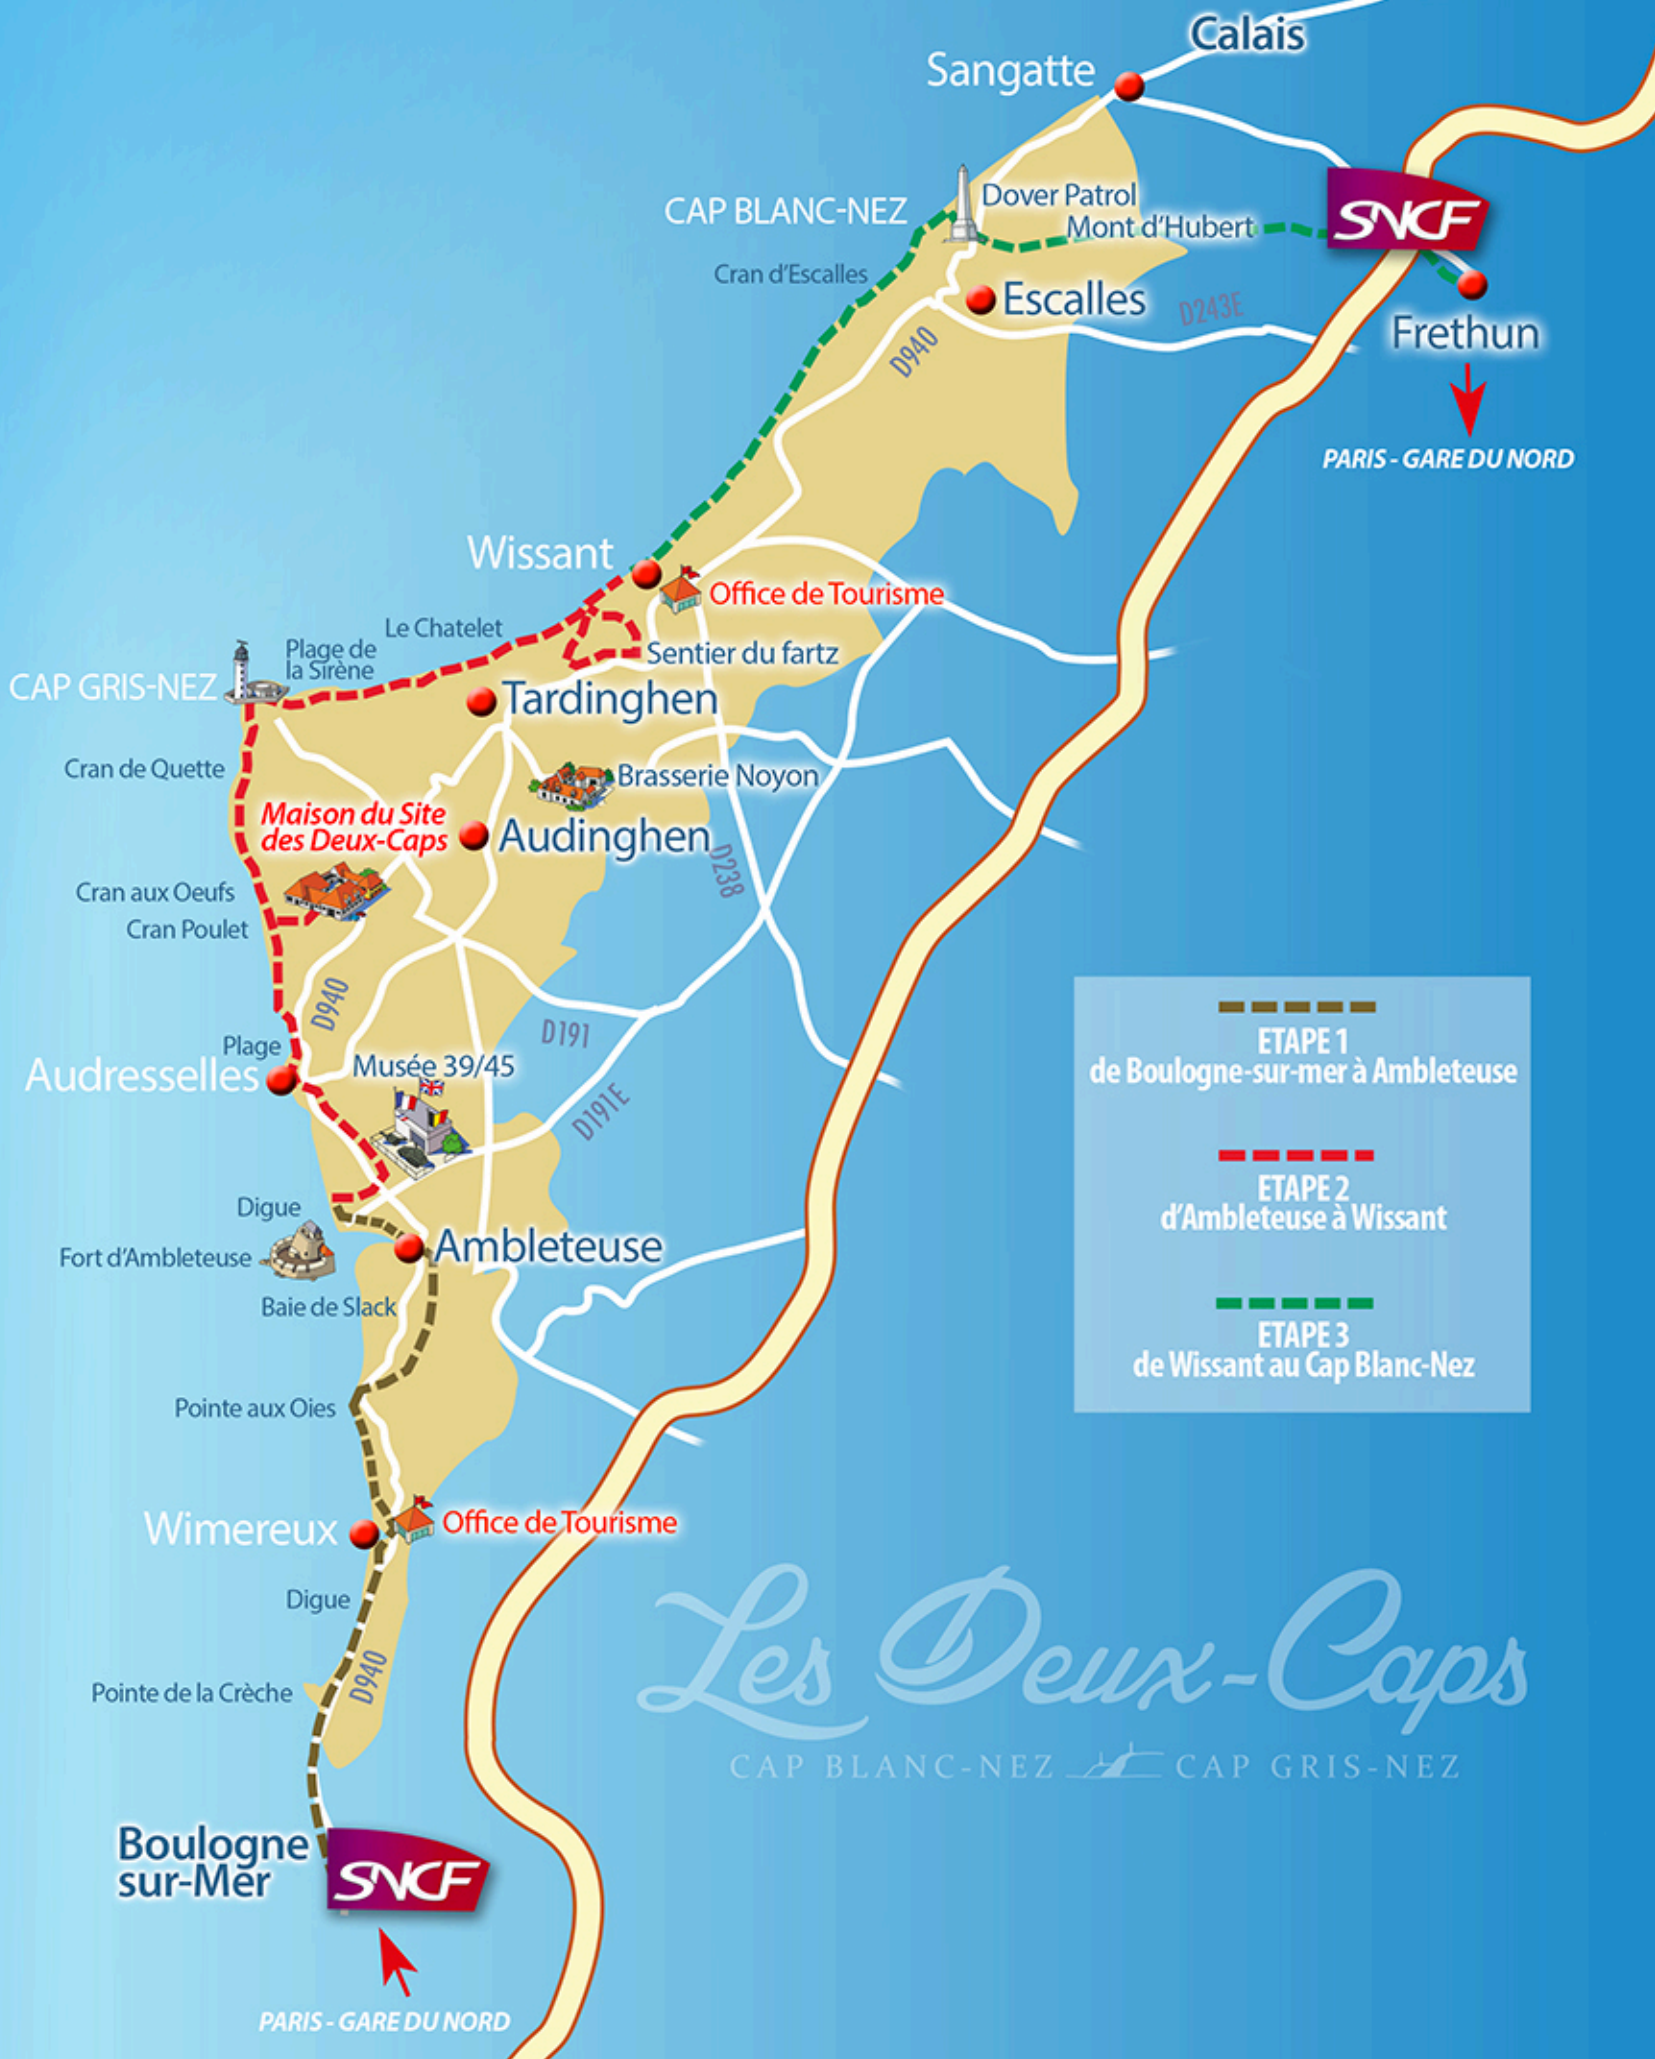 Calais
Sangatte
CAP BLANC-NEZ
Dover Patrol
Mont d'Hubert
SNCF
Cran d'Escalles
Escalles
D243E
Frethun
D940
PARIS - GARE DU NORD
Wissant
Office de Tourisme
Le Chatelet
Plage de
la Sirène
Sentier du fartz
CAP GRIS-NEZ
Tardinghen
Cran de Quette
Brasserie Noyon
Maison du Site
des Deux-Caps
Audinghen
D238
Cran aux Oeufs
Cran Poulet
D940
D191
Plage
Audresselles
Musée 39/45
D191E
Digue
Fort d'Ambleteuse
Ambleteuse
Baie de Slack
Pointe aux Oies
Wimereux
Office de Tourisme
Digue
D940
Pointe de la Crèche
Boulogne
sur-Mer
SNCF
PARIS - GARE DU NORD
ETAPE 1
de Boulogne-sur-mer à Ambleteuse
ETAPE 2
d'Ambleteuse à Wissant
ETAPE 3
de Wissant au Cap Blanc-Nez
Les Deux-Caps
CAP BLANC-NEZ CAP GRIS-NEZ